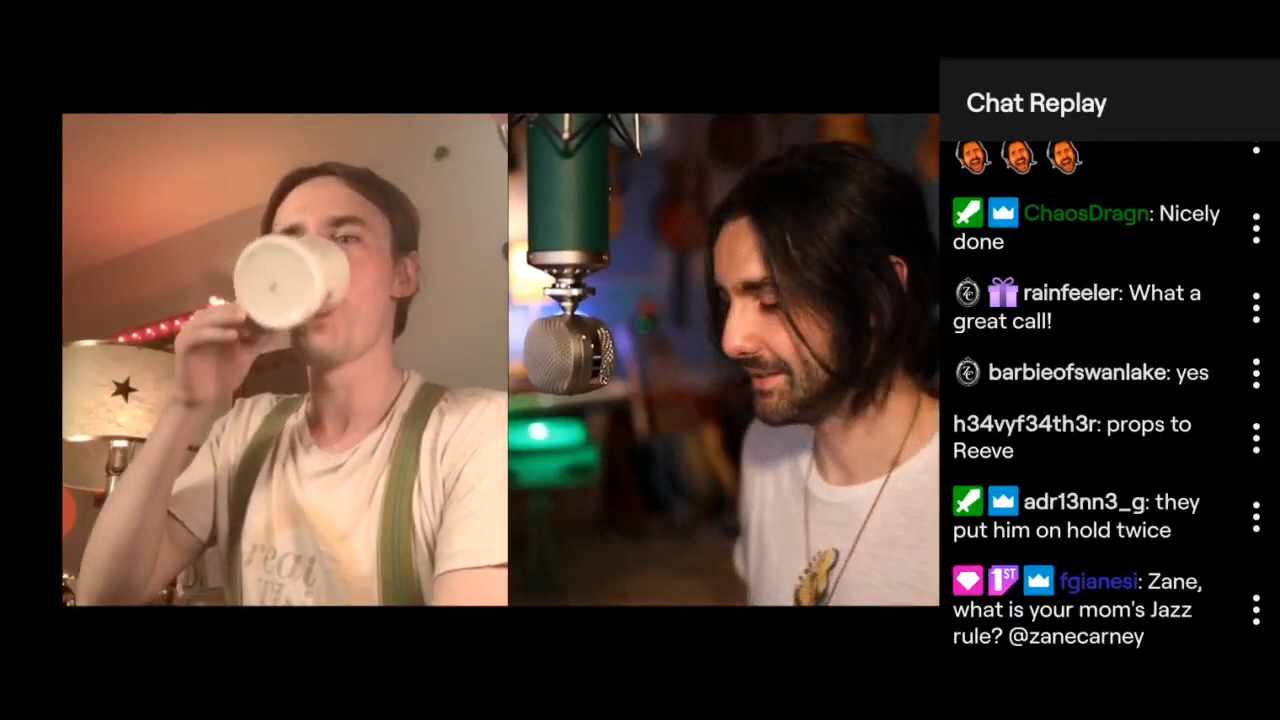 Chat Replay
ChaosDragn: Nicely
done
rainfeeler: What a
great call!
barbieofswanlake: yes
h34vyf34th3r: props to
Reeve
adr13nn3_g: they
put him on hold twice
1ST fgianesi: Zane,
what is your mom's Jazz
rule? @zanecarney